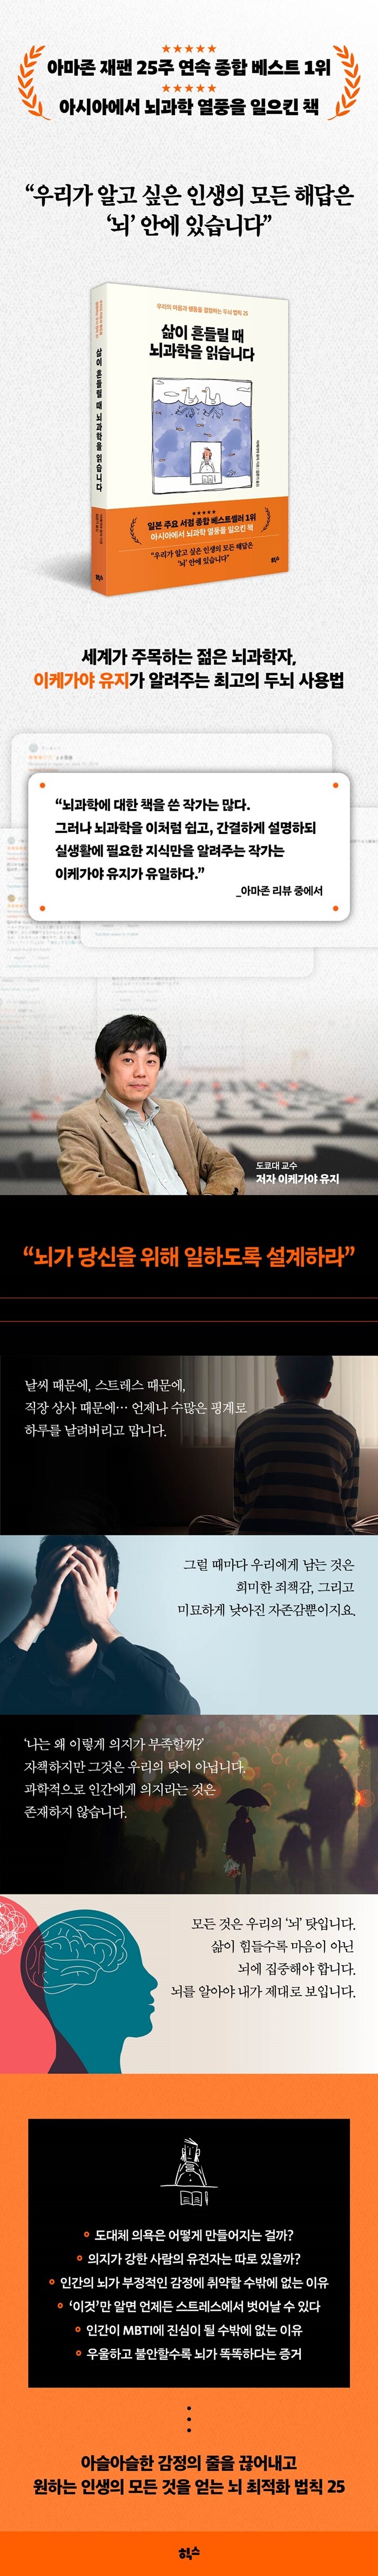 아마존 재팬 25주 연속 종합 베스트 1위
아시아에서 뇌과학 열풍을 일으킨 책
“우리가 알고 싶은 인생의 모든 해답은
‘뇌’ 안에 있습니다”
우리의 마음과 행동을 결정하는 두뇌 법칙 25
삶이 흔들릴 때
뇌과학을 읽습니다
삶이 흔들릴 때 뇌과학을 읽습니다
일본 주요 서점 종합 베스트셀러 1위
아시아에서 뇌과학 열풍을 일으킨 책
“우리가 알고 싶은 인생의 모든 해답은
‘뇌’ 안에 있습니다”
힉스
힉스
세계가 주목하는 젊은 뇌과학자,
이케가야 유지가 알려주는 최고의 두뇌 사용법
“뇌과학에 대한 책을 쓴 작가는 많다.
그러나 뇌과학을 이처럼 쉽고, 간결하게 설명하되
실생활에 필요한 지식만을 알려주는 작가는
이케가야 유지가 유일하다.”
_아마존 리뷰 중에서
도쿄대 교수
저자 이케가야 유지
“뇌가 당신을 위해 일하도록 설계하라”
날씨 때문에, 스트레스 때문에,
직장 상사 때문에… 언제나 수많은 핑계로
하루를 날려버리고 맙니다.
그럴 때마다 우리에게 남는 것은
희미한 죄책감, 그리고
미묘하게 낮아진 자존감뿐이지요.
‘나는 왜 이렇게 의지가 부족할까?’
자책하지만 그것은 우리의 탓이 아닙니다.
과학적으로 인간에게 의지라는 것은
존재하지 않습니다.
모든 것은 우리의 ‘뇌’ 탓입니다.
삶이 힘들수록 마음이 아닌
뇌에 집중해야 합니다.
뇌를 알아야 내가 제대로 보입니다.
도대체 의욕은 어떻게 만들어지는 걸까?
의지가 강한 사람의 유전자는 따로 있을까?
인간의 뇌가 부정적인 감정에 취약할 수밖에 없는 이유
‘이것’만 알면 언제든 스트레스에서 벗어날 수 있다
인간이 MBTI에 진심이 될 수밖에 없는 이유
우울하고 불안할수록 뇌가 똑똑하다는 증거
아슬아슬한 감정의 줄을 끊어내고
원하는 인생의 모든 것을 얻는 뇌 최적화 법칙 25
힉스